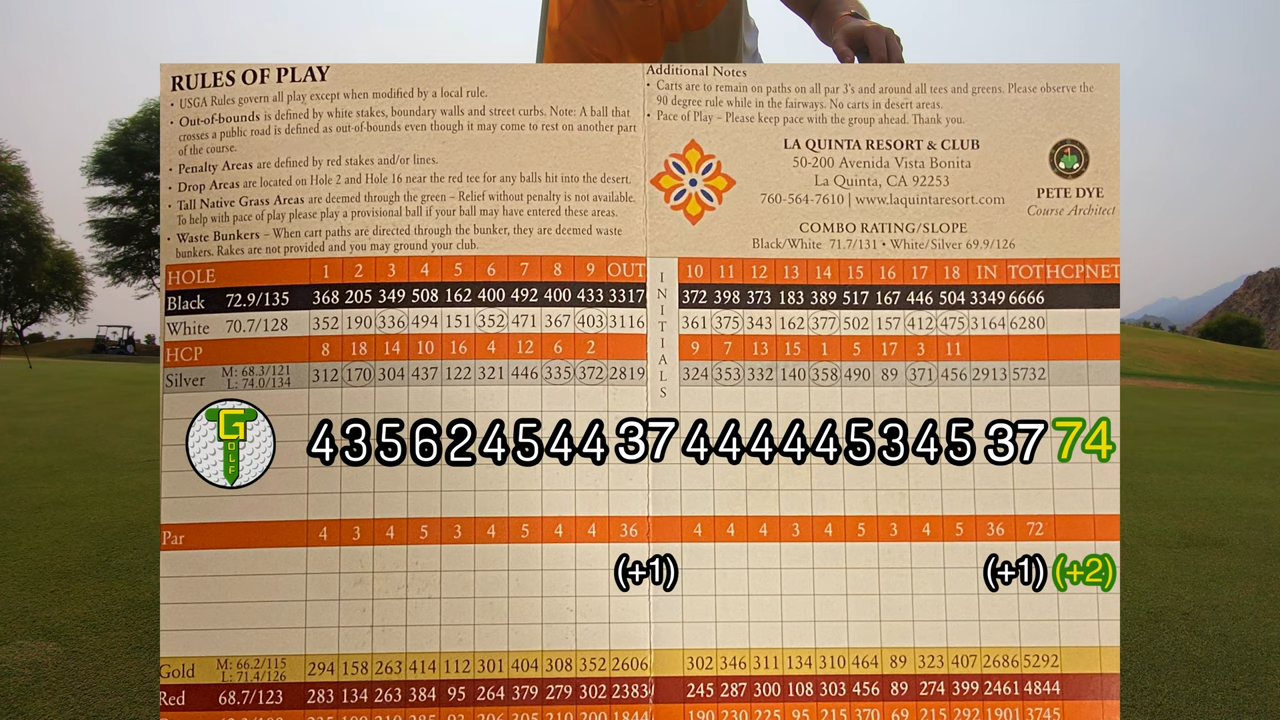 RULES OF PLAY
• USGA Rules govern all play except when modified by a local rule.
• Out-of-bounds is defined by white stakes, boundary walls and street curbs. Note: A ball that
crosses a public road is defined as out-of-bounds even though it may come to rest on another part
of the course.
• Penalty Areas are defined by red stakes and/or lines.
• Drop Areas are located on Hole 2 and Hole 16 near the red tee for any balls hit into the desert.
• Tall Native Grass Areas are deemed through the green – Relief without penalty is not available.
To help with pace of play please play a provisional ball if your ball may have entered these areas.
• Waste Bunkers – When cart paths are directed through the bunker, they are deemed waste
bunkers. Rakes are not provided and you may ground your club.
Additional Notes
• Carts are to remain on paths on all par 3's and around all tees and greens. Please observe the
90 degree rule while in the fairways. No carts in desert areas.
• Pace of Play – Please keep pace with the group ahead. Thank you.
LA QUINTA RESORT & CLUB
50-200 Avenida Vista Bonita
La Quinta, CA 92253
760-564-7610 | www.laquintaresort.com
PETE DYE
Course Architect
COMBO RATING/SLOPE
Black/White 71.7/131 • White/Silver 69.9/126
HOLE 1 2 3 4 5 6 7 8 9 OUT INITIALS 10 11 12 13 14 15 16 17 18 IN TOT HCP NET
Black 72.9/135 368 205 349 508 162 400 492 400 433 3317 372 398 373 183 389 517 167 446 504 3349 6666
White 70.7/128 352 190 336 494 151 352 471 367 403 3116 361 375 343 162 377 502 157 412 475 3164 6280
HCP 8 18 14 10 16 4 12 6 2 9 7 13 15 1 5 17 3 11
Silver M: 68.3/121 L: 74.0/134 312 170 304 437 122 321 446 335 372 2819 324 353 332 140 358 490 89 371 456 2913 5732
TGOLF 4 3 5 6 2 4 5 4 4 37 4 4 4 4 4 5 3 4 5 37 74
Par 4 3 4 5 3 4 5 4 4 36 4 4 4 3 4 5 3 4 5 36 72
(+1) (+1) (+2)
Gold M: 66.2/115 L: 71.4/126 294 158 263 414 112 301 404 308 352 2606 302 346 311 134 310 464 89 323 407 2686 5292
Red 68.7/123 283 134 263 384 95 264 379 279 302 2383 245 287 300 108 303 456 89 274 399 2461 4844
210 285 93 206 305 210 200 1844 190 230 225 95 215 370 69 215 292 1901 3745